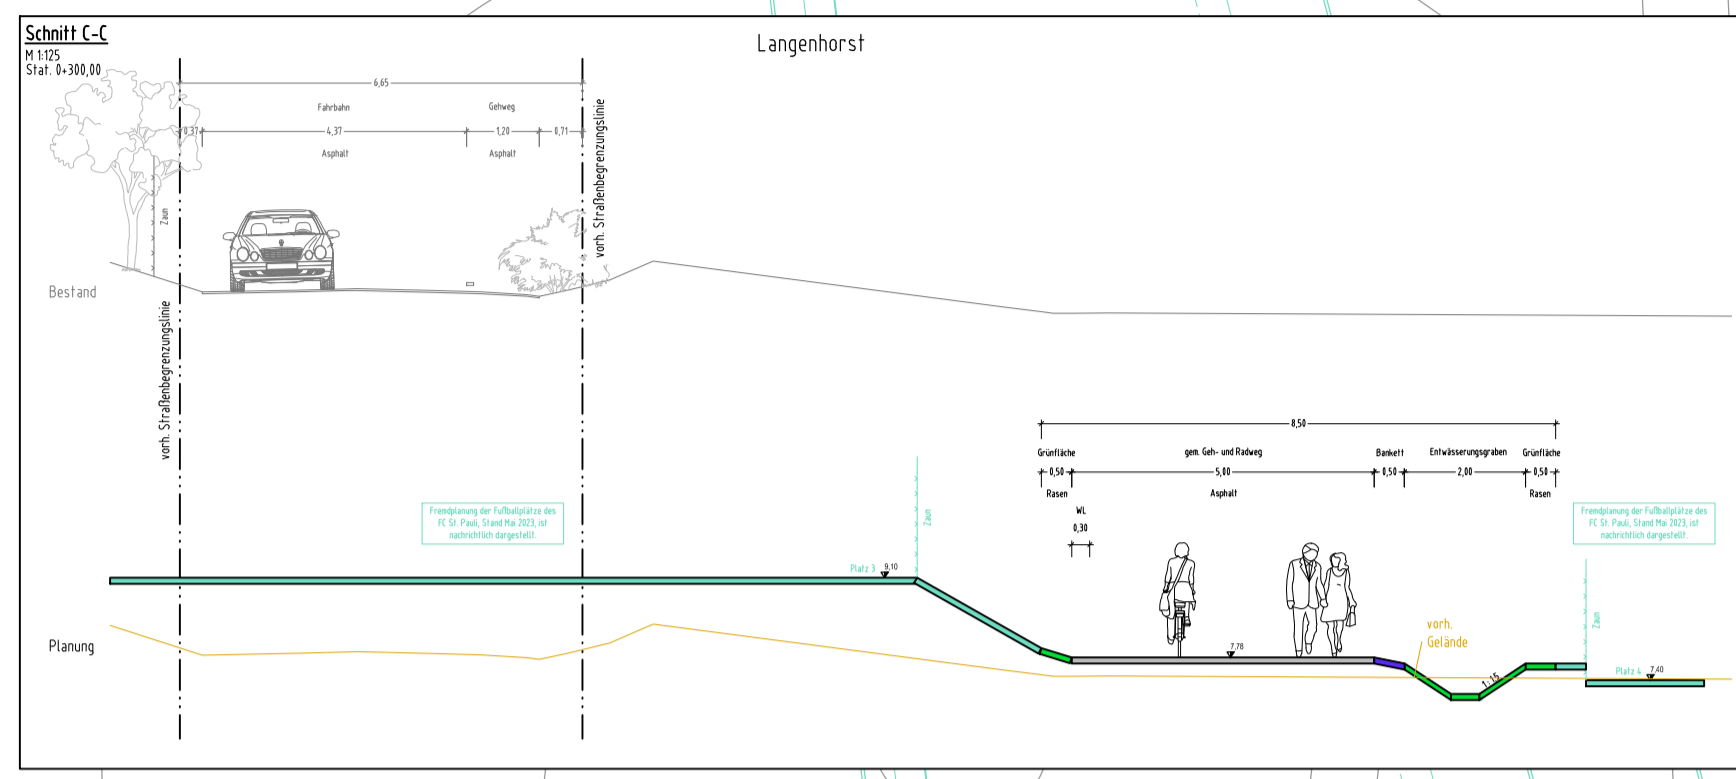 Schnitt C-C
M 1:125
Stat. 0+300,00
Langenhorst
6,65
Fahrbahn
Gehweg
0,37
4,37
1,20
0,71
Asphalt
Asphalt
Zaun
vorh. Straßenbegrenzungslinie
Bestand
vorh. Straßenbegrenzungslinie
8,50
Grünfläche
gem. Geh- und Radweg
Bankett
Entwässerungsgraben
Grünfläche
0,50
5,00
0,50
2,00
0,50
Rasen
Asphalt
Rasen
WL
0,30
Fremdplanung der Fußballplätze des
FC St. Pauli, Stand Mai 2023, ist
nachrichtlich dargestellt.
Zaun
Fremdplanung der Fußballplätze des
FC St. Pauli, Stand Mai 2023, ist
nachrichtlich dargestellt.
Platz 3
9,10
Zaun
vorh.
Gelände
Planung
7,78
1:1,5
Platz 4
7,40